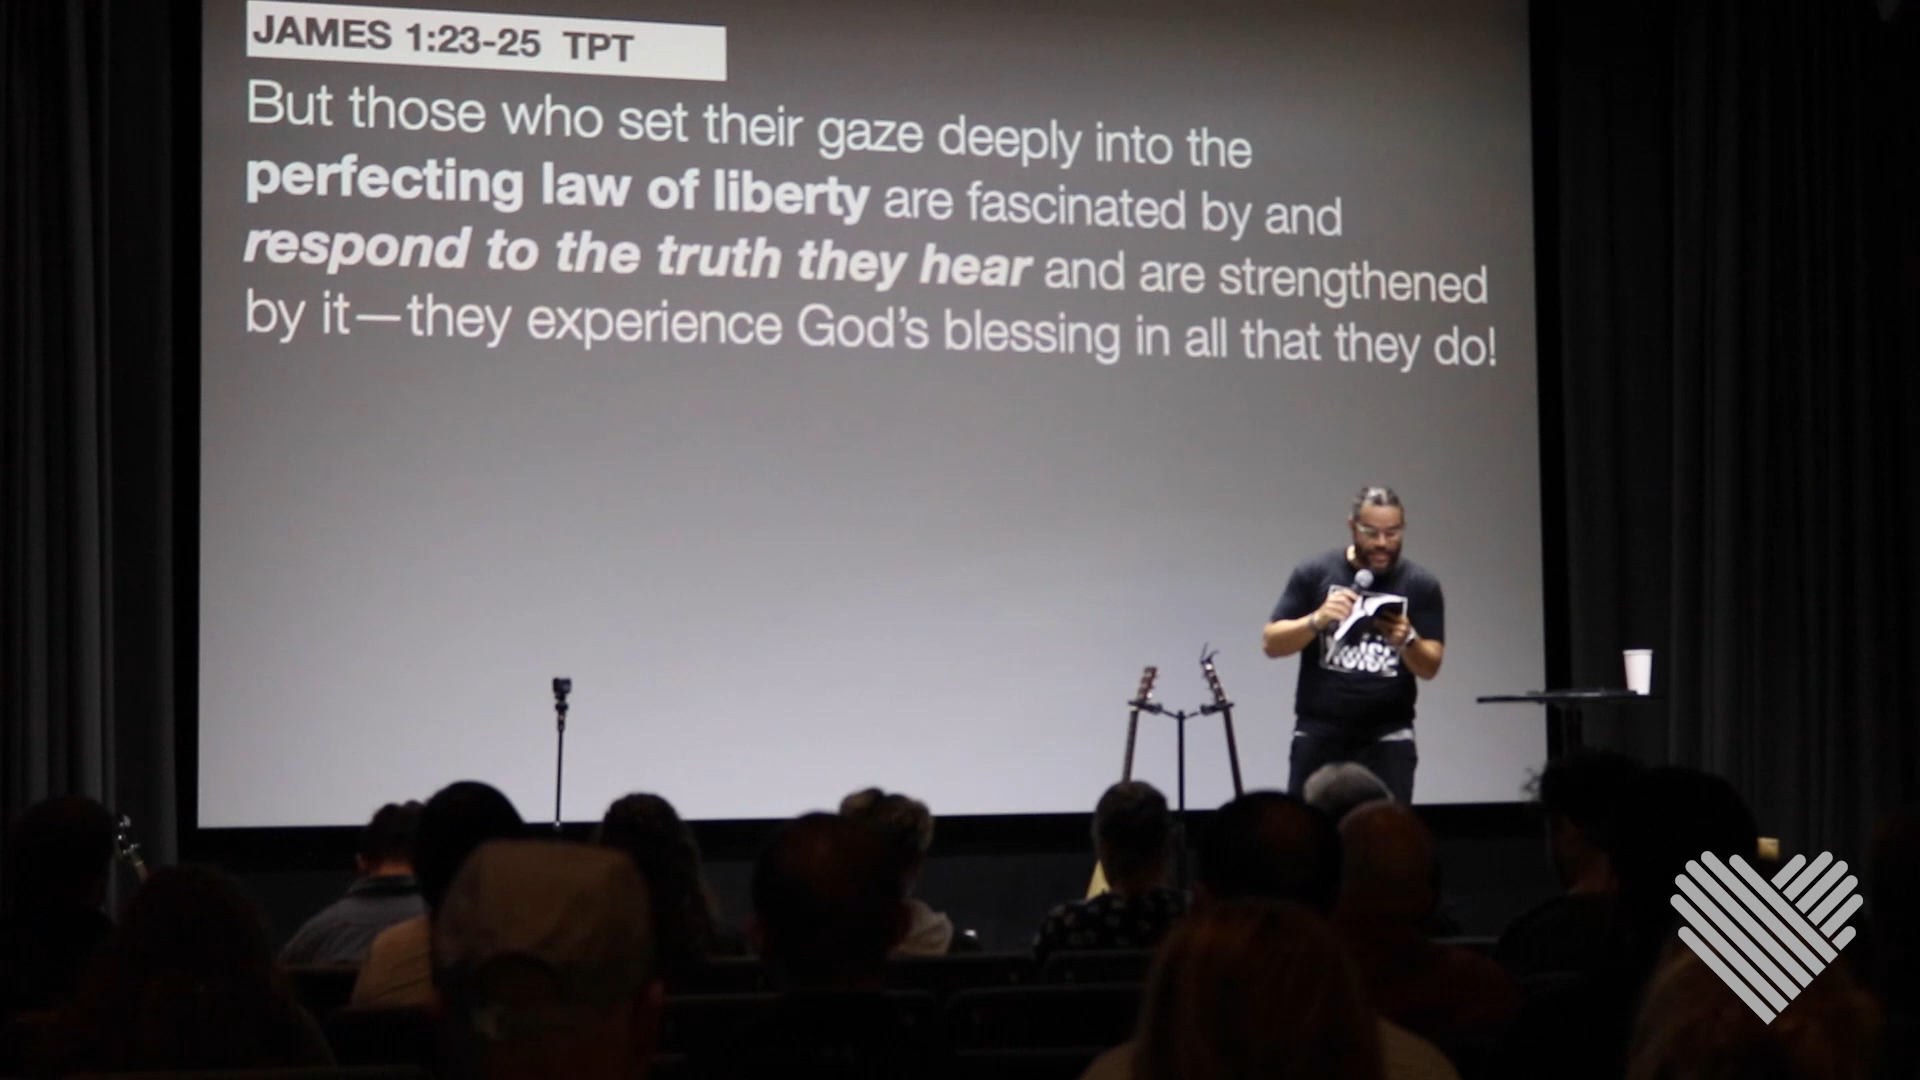 JAMES 1:23-25 TPT
But those who set their gaze deeply into the
perfecting law of liberty are fascinated by and
respond to the truth they hear and are strengthened
by it—they experience God's blessing in all that they do!